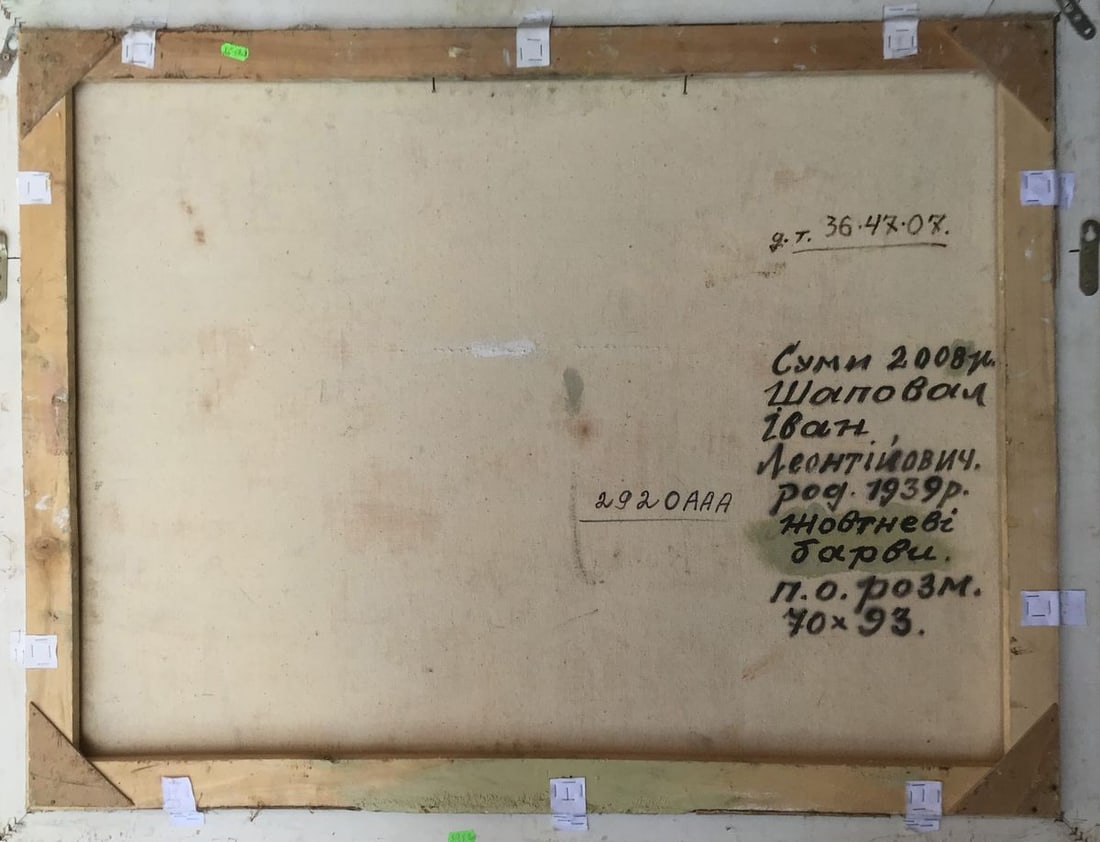 д.т. 36.47.07.
Суми 2008р.
Шаповал
Іван
Леонтійович.
род. 1939р.
2920ААА
Жовтневі
барви.
п.о. розм.
70×93.